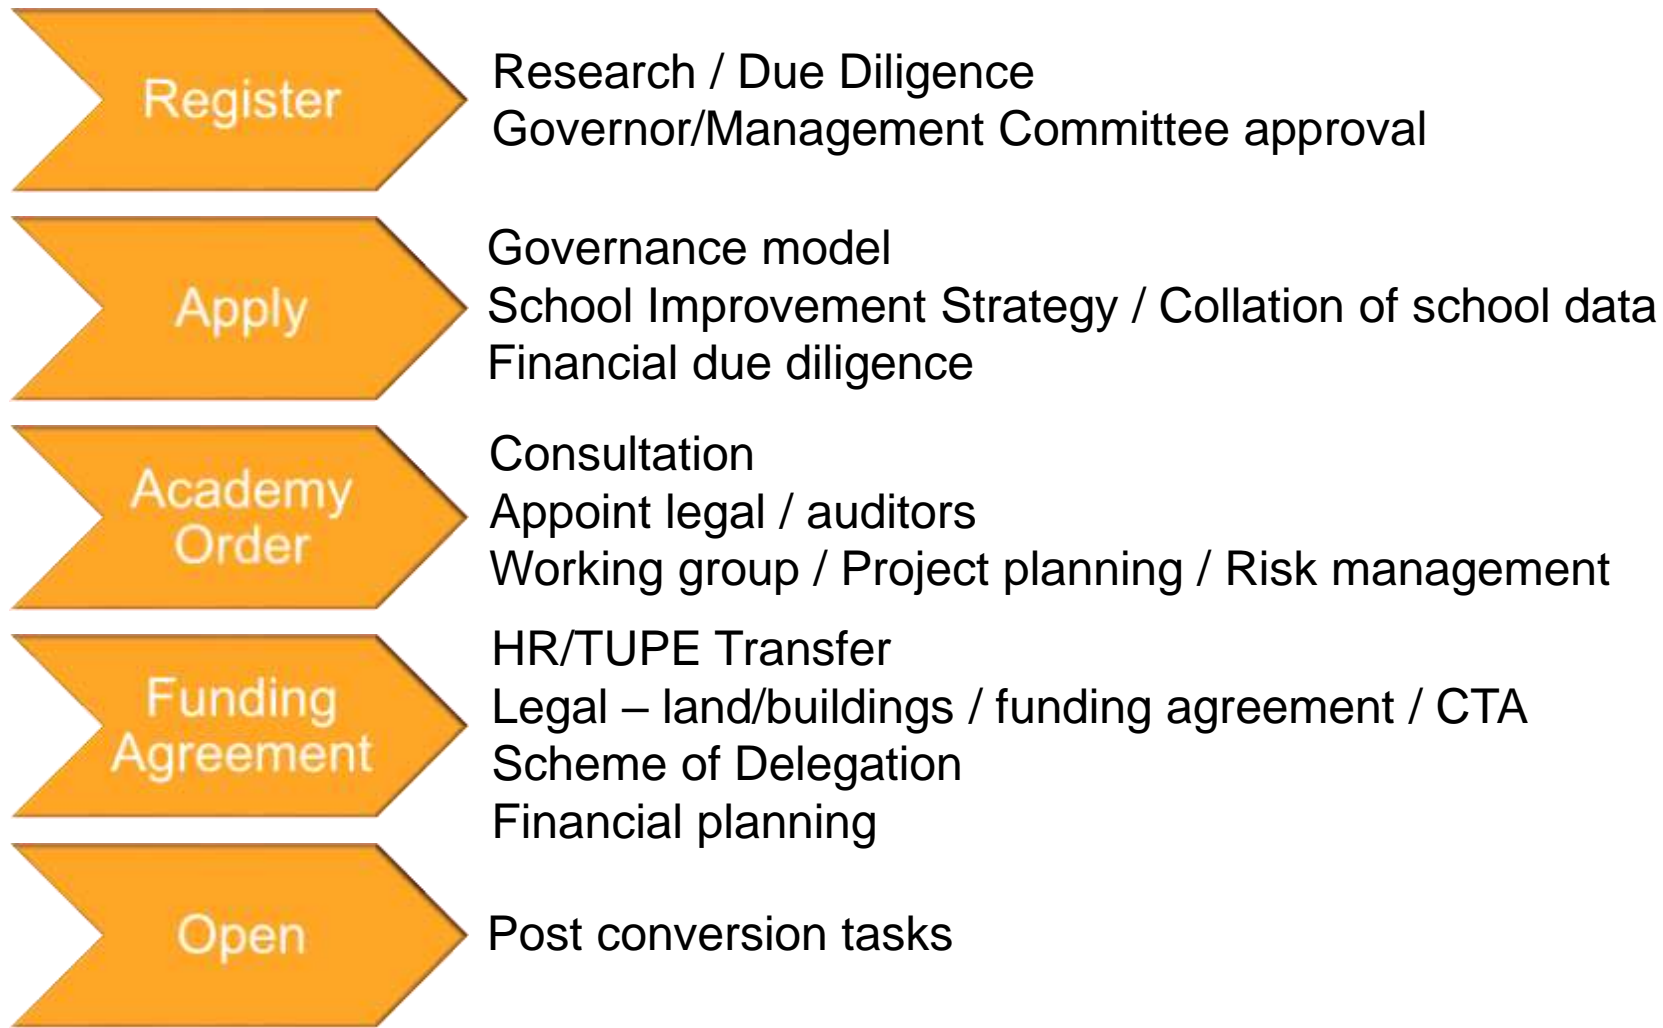 Register
Research / Due Diligence
Governor/Management Committee approval
Apply
Governance model
School Improvement Strategy / Collation of school data
Financial due diligence
Academy
Order
Consultation
Appoint legal / auditors
Working group / Project planning / Risk management
Funding
Agreement
HR/TUPE Transfer
Legal – land/buildings / funding agreement / CTA
Scheme of Delegation
Financial planning
Open
Post conversion tasks